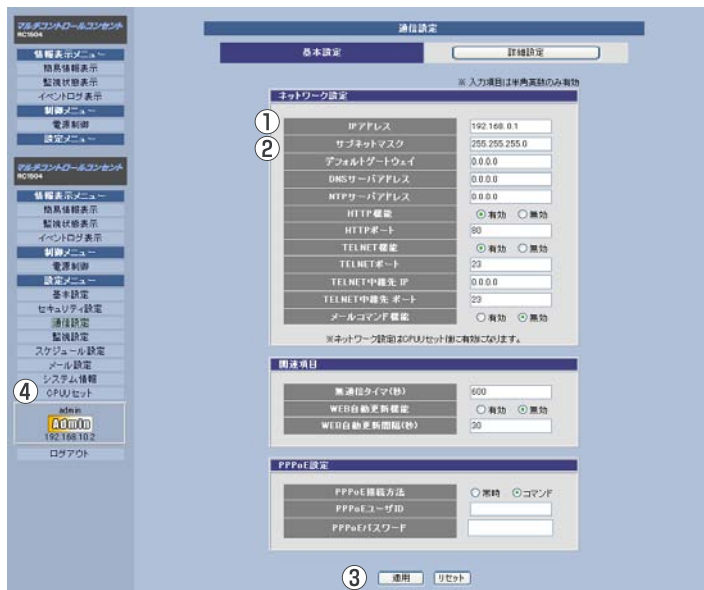 マルチコントロールコンセント
RC1504
情報表示メニュー
簡易情報表示
監視状態表示
イベントログ表示
制御メニュー
電源制御
設定メニュー
マルチコントロールコンセント
RC1504
情報表示メニュー
簡易情報表示
監視状態表示
イベントログ表示
制御メニュー
電源制御
設定メニュー
基本設定
セキュリティ設定
通信設定
監視設定
スケジュール設定
メール設定
システム情報
④ CPUリセット
admin
Admin
192.168.10.2
ログアウト
通信設定
基本設定 詳細設定
※ 入力項目は半角英数のみ有効
ネットワーク設定
① IPアドレス 192.168.0.1
② サブネットマスク 255.255.255.0
デフォルトゲートウェイ 0.0.0.0
DNSサーバアドレス 0.0.0.0
NTPサーバアドレス 0.0.0.0
HTTP機能 有効 無効
HTTPポート 80
TELNET機能 有効 無効
TELNETポート 23
TELNET中継先 IP 0.0.0.0
TELNET中継先 ポート 23
メールコマンド機能 有効 無効
※ネットワーク設定はCPUリセット後に有効になります。
関連項目
無通信タイマ(秒) 600
WEB自動更新機能 有効 無効
WEB自動更新間隔(秒) 30
PPPoE設定
PPPoE接続方法 常時 コマンド
PPPoEユーザID
PPPoEパスワード
③ 適用 リセット